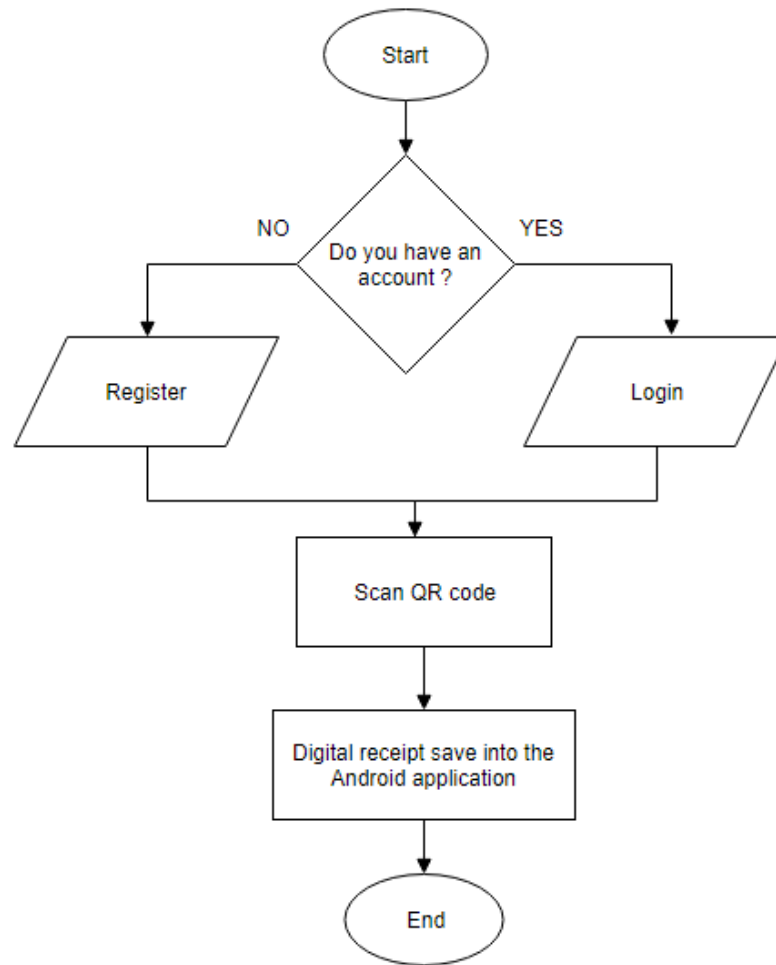 Start
NO
YES
Do you have an
account ?
Register
Login
Scan QR code
Digital receipt save into the
Android application
End